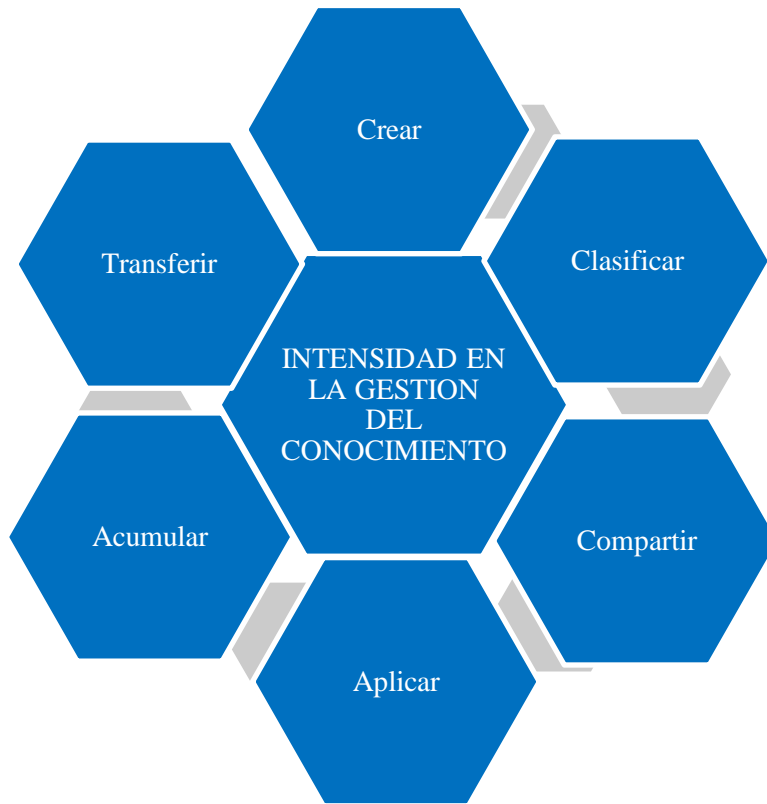 Crear
Clasificar
Transferir
INTENSIDAD EN
LA GESTION
DEL
CONOCIMIENTO
Compartir
Acumular
Aplicar